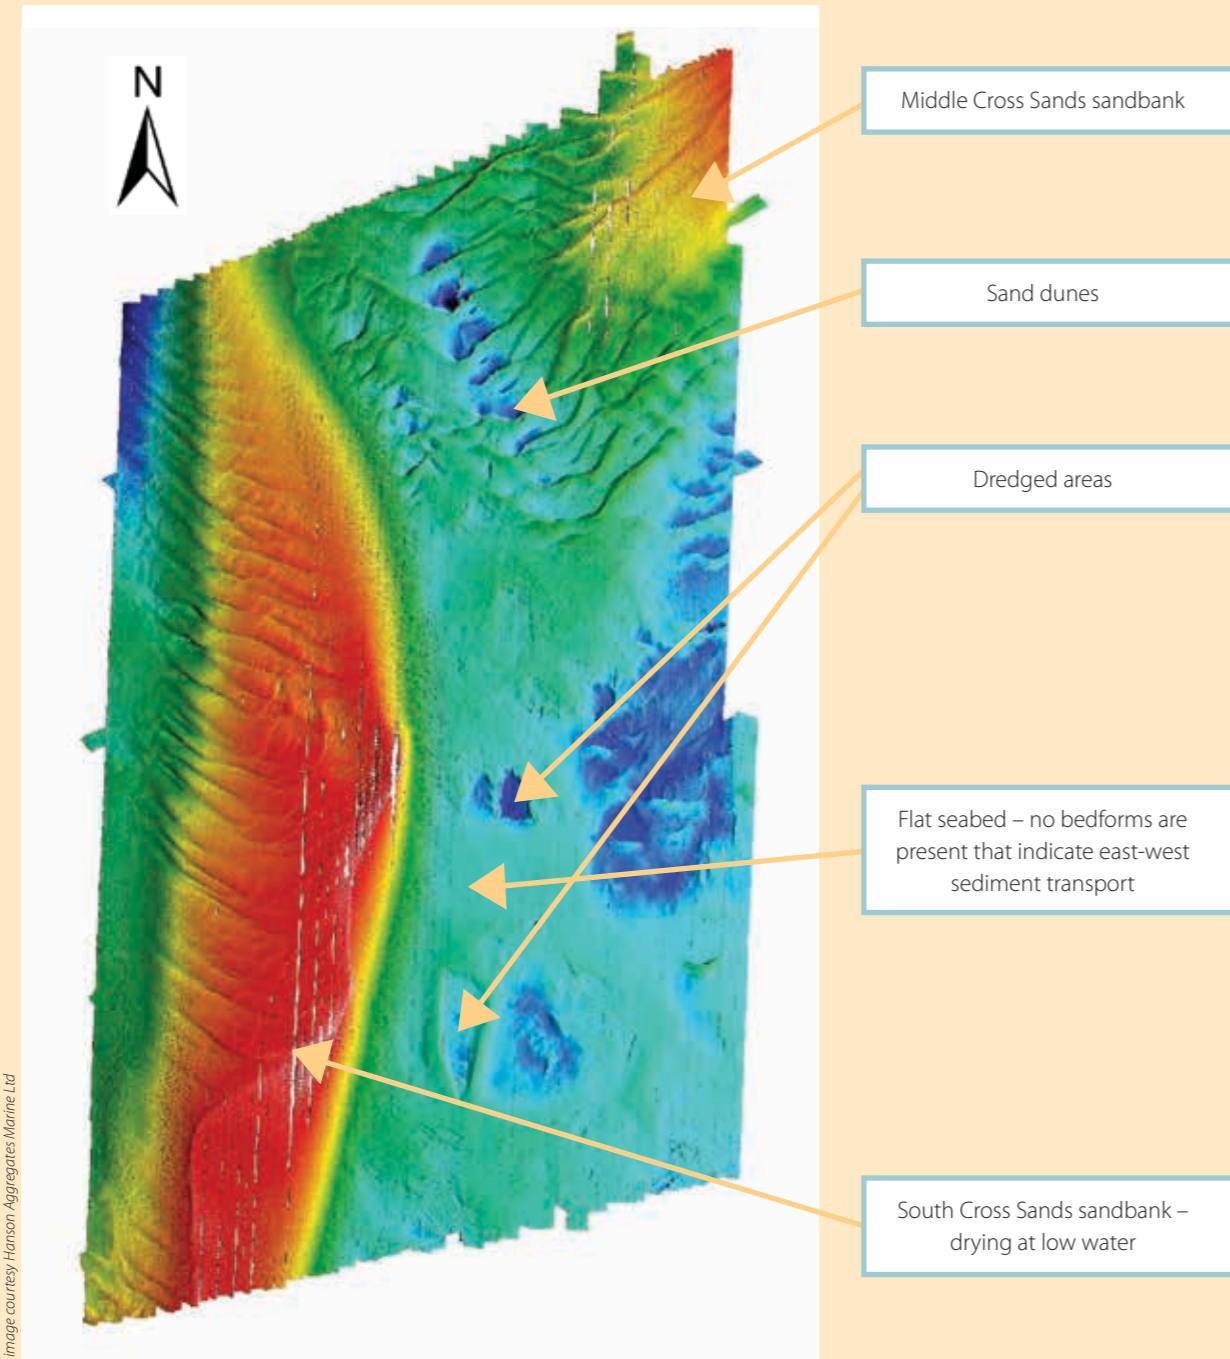 N
Middle Cross Sands sandbank
Sand dunes
Dredged areas
Flat seabed – no bedforms are
present that indicate east-west
sediment transport
South Cross Sands sandbank –
drying at low water
image courtesy Hanson Aggregates Marine Ltd